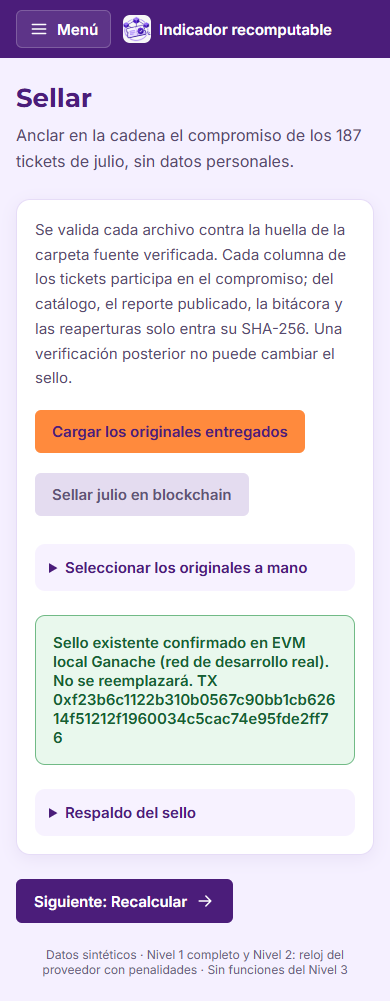 Menú
Indicador recomputable
Sellar
Anclar en la cadena el compromiso de los 187
tickets de julio, sin datos personales.
Se valida cada archivo contra la huella de la
carpeta fuente verificada. Cada columna de
los tickets participa en el compromiso; del
catálogo, el reporte publicado, la bitácora y
las reaperturas solo entra su SHA-256. Una
verificación posterior no puede cambiar el
sello.
Cargar los originales entregados
Sellar julio en blockchain
Seleccionar los originales a mano
Sello existente confirmado en EVM
local Ganache (red de desarrollo real).
No se reemplazará. TX
0xf23b6c1122b310b0567c90bb1cb626
14f51212f1960034c5cac74e95fde2ff7
6
Respaldo del sello
Siguiente: Recalcular
Datos sintéticos · Nivel 1 completo y Nivel 2: reloj del
proveedor con penalidades · Sin funciones del Nivel 3